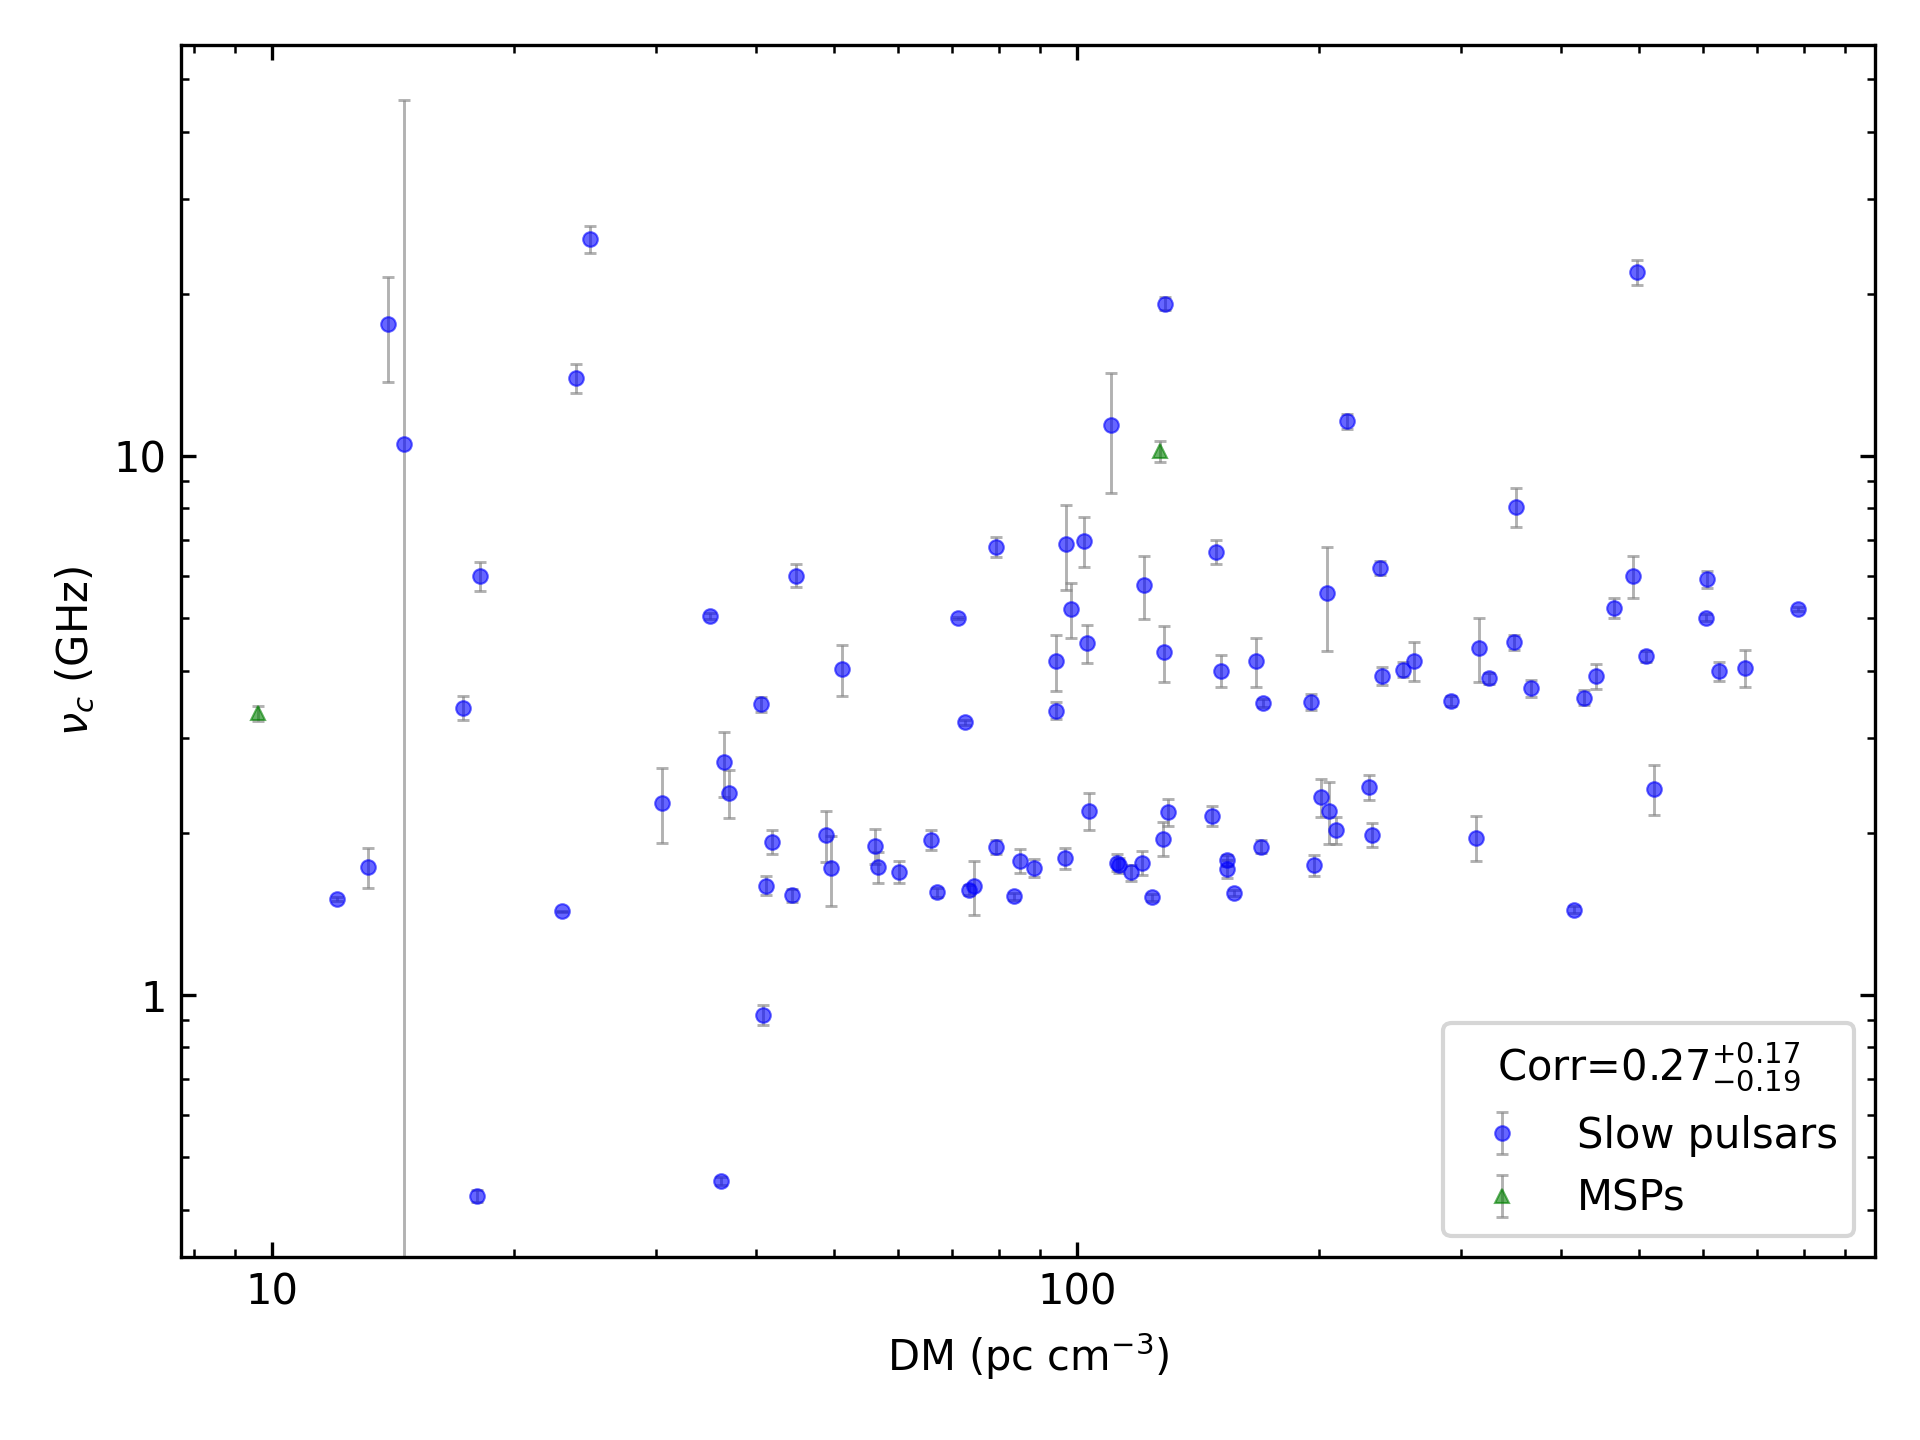 10
1
ν_c (GHz)
10
100
DM (pc cm⁻³)
Corr=0.27^{+0.17}_{−0.19}
Slow pulsars
MSPs